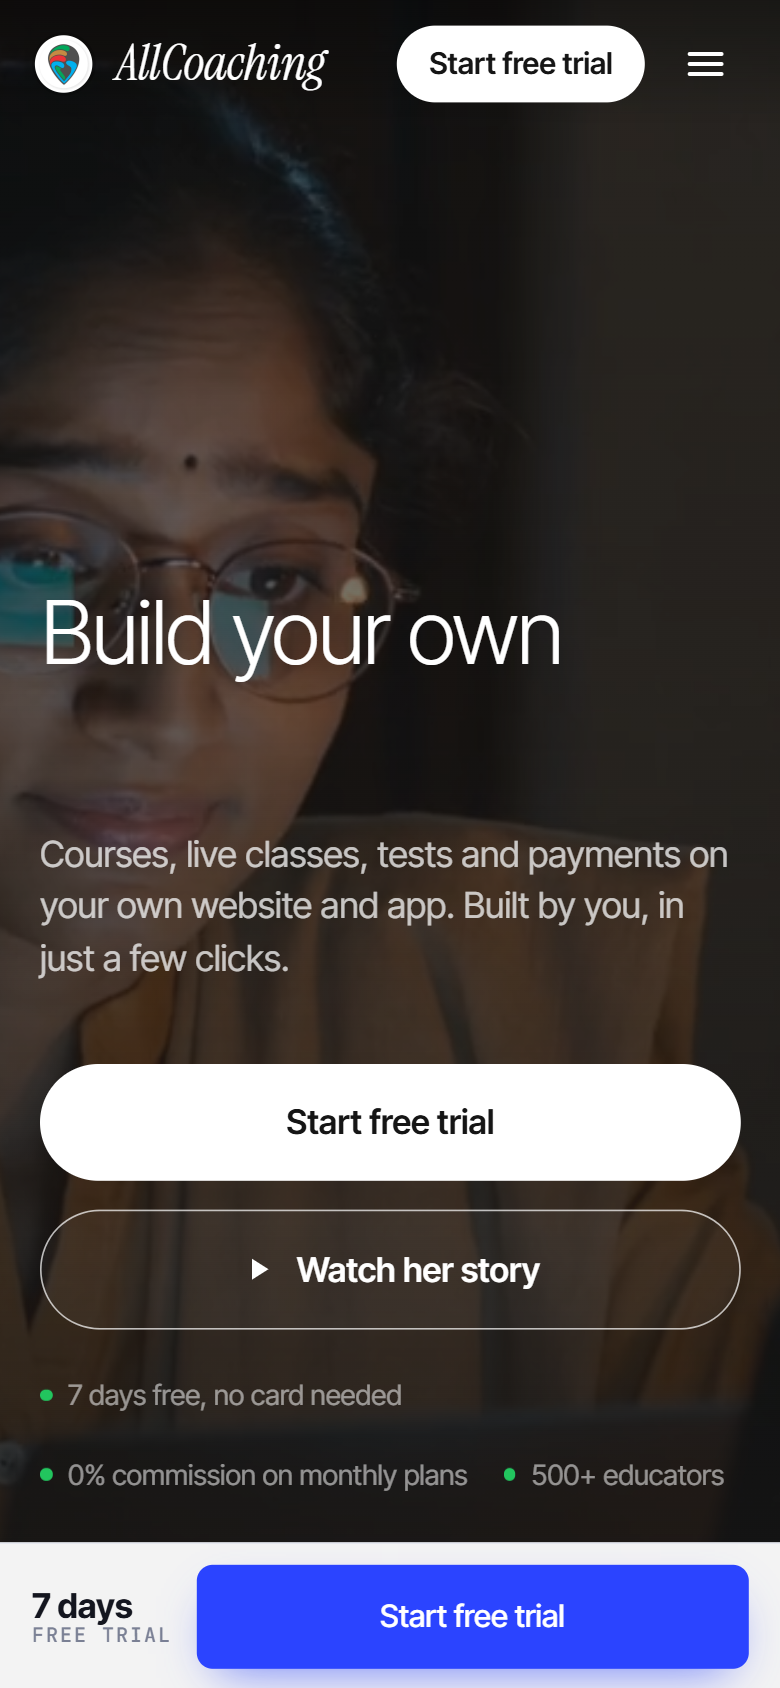 AllCoaching
Start free trial
Build your own
Courses, live classes, tests and payments on
your own website and app. Built by you, in
just a few clicks.
Start free trial
Watch her story
7 days free, no card needed
0% commission on monthly plans
500+ educators
7 days
FREE TRIAL
Start free trial